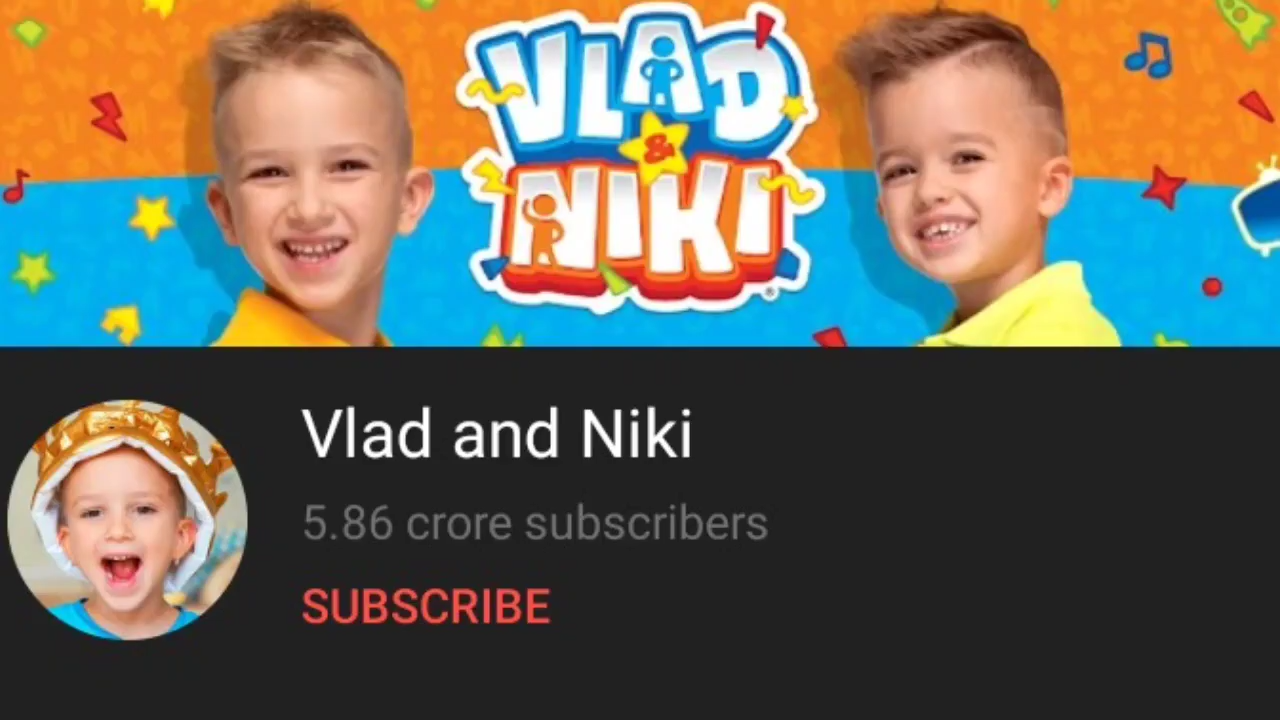 VLAD
&
NIKI
®
Vlad and Niki
5.86 crore subscribers
SUBSCRIBE